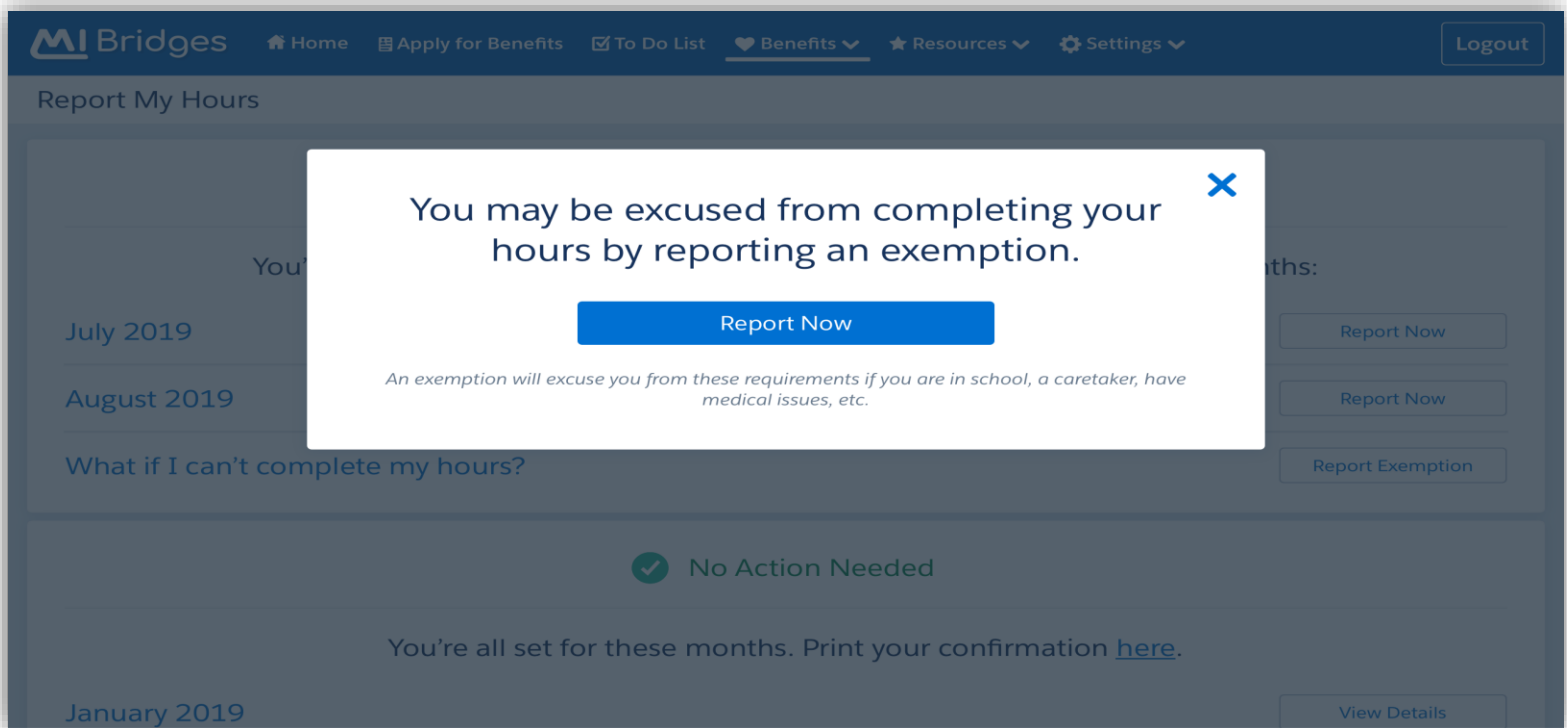 MI Bridges Home Apply for Benefits To Do List Benefits Resources Settings Logout
Report My Hours
You may be excused from completing your
hours by reporting an exemption.
Report Now
An exemption will excuse you from these requirements if you are in school, a caretaker, have
medical issues, etc.
July 2019 Report Now
August 2019 Report Now
What if I can't complete my hours? Report Exemption
No Action Needed
You're all set for these months. Print your confirmation here.
January 2019 View Details